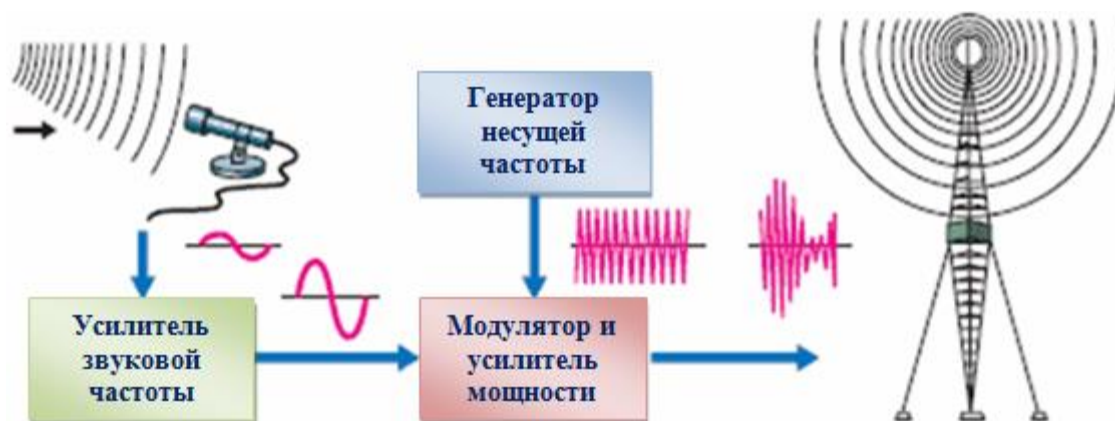 Генератор
несущей
частоты
Усилитель
звуковой
частоты
Модулятор и
усилитель
мощности